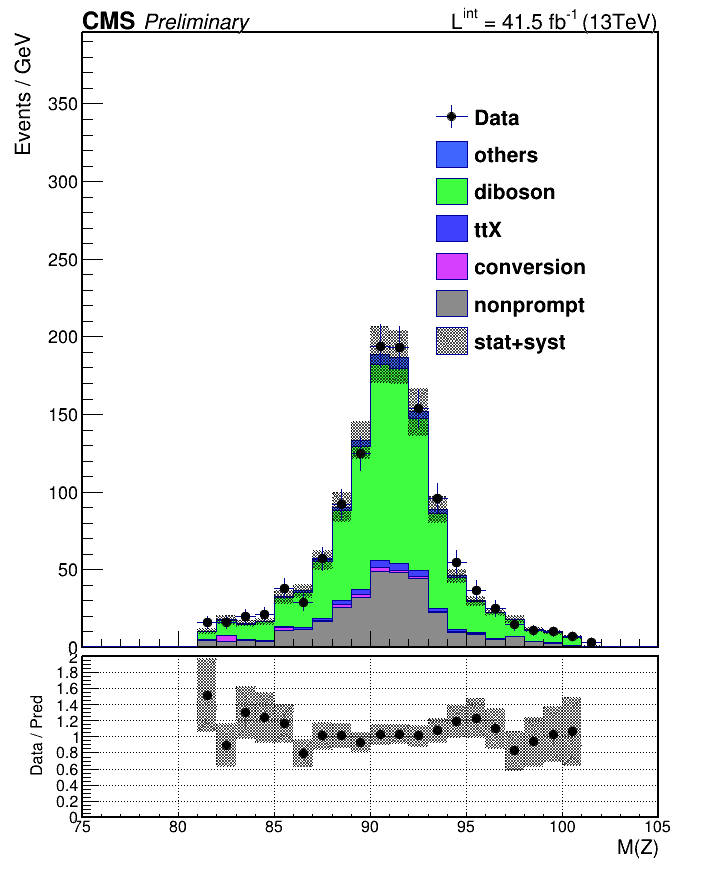 CMS Preliminary L^int = 41.5 fb^-1 (13TeV)
Events / GeV
350
300
250
200
150
100
50
0
Data
others
diboson
ttX
conversion
nonprompt
stat+syst
Data / Pred
2
1.8
1.6
1.4
1.2
1
0.8
0.6
0.4
0.2
0
75 80 85 90 95 100 105
M(Z)